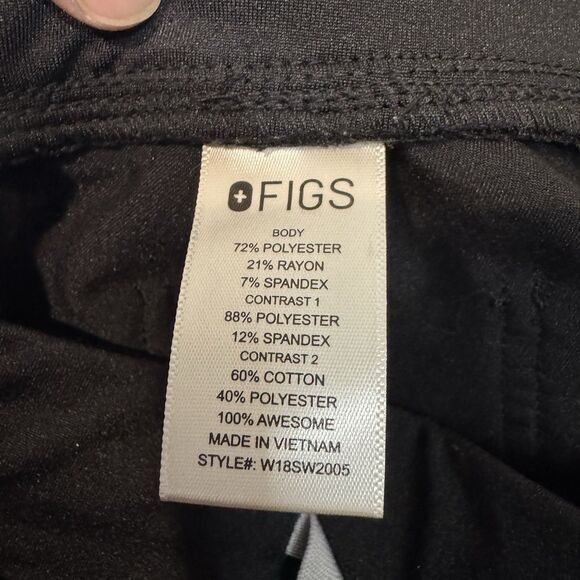 FIGS
BODY
72% POLYESTER
21% RAYON
7% SPANDEX
CONTRAST 1
88% POLYESTER
12% SPANDEX
CONTRAST 2
60% COTTON
40% POLYESTER
100% AWESOME
MADE IN VIETNAM
STYLE#: W18SW2005